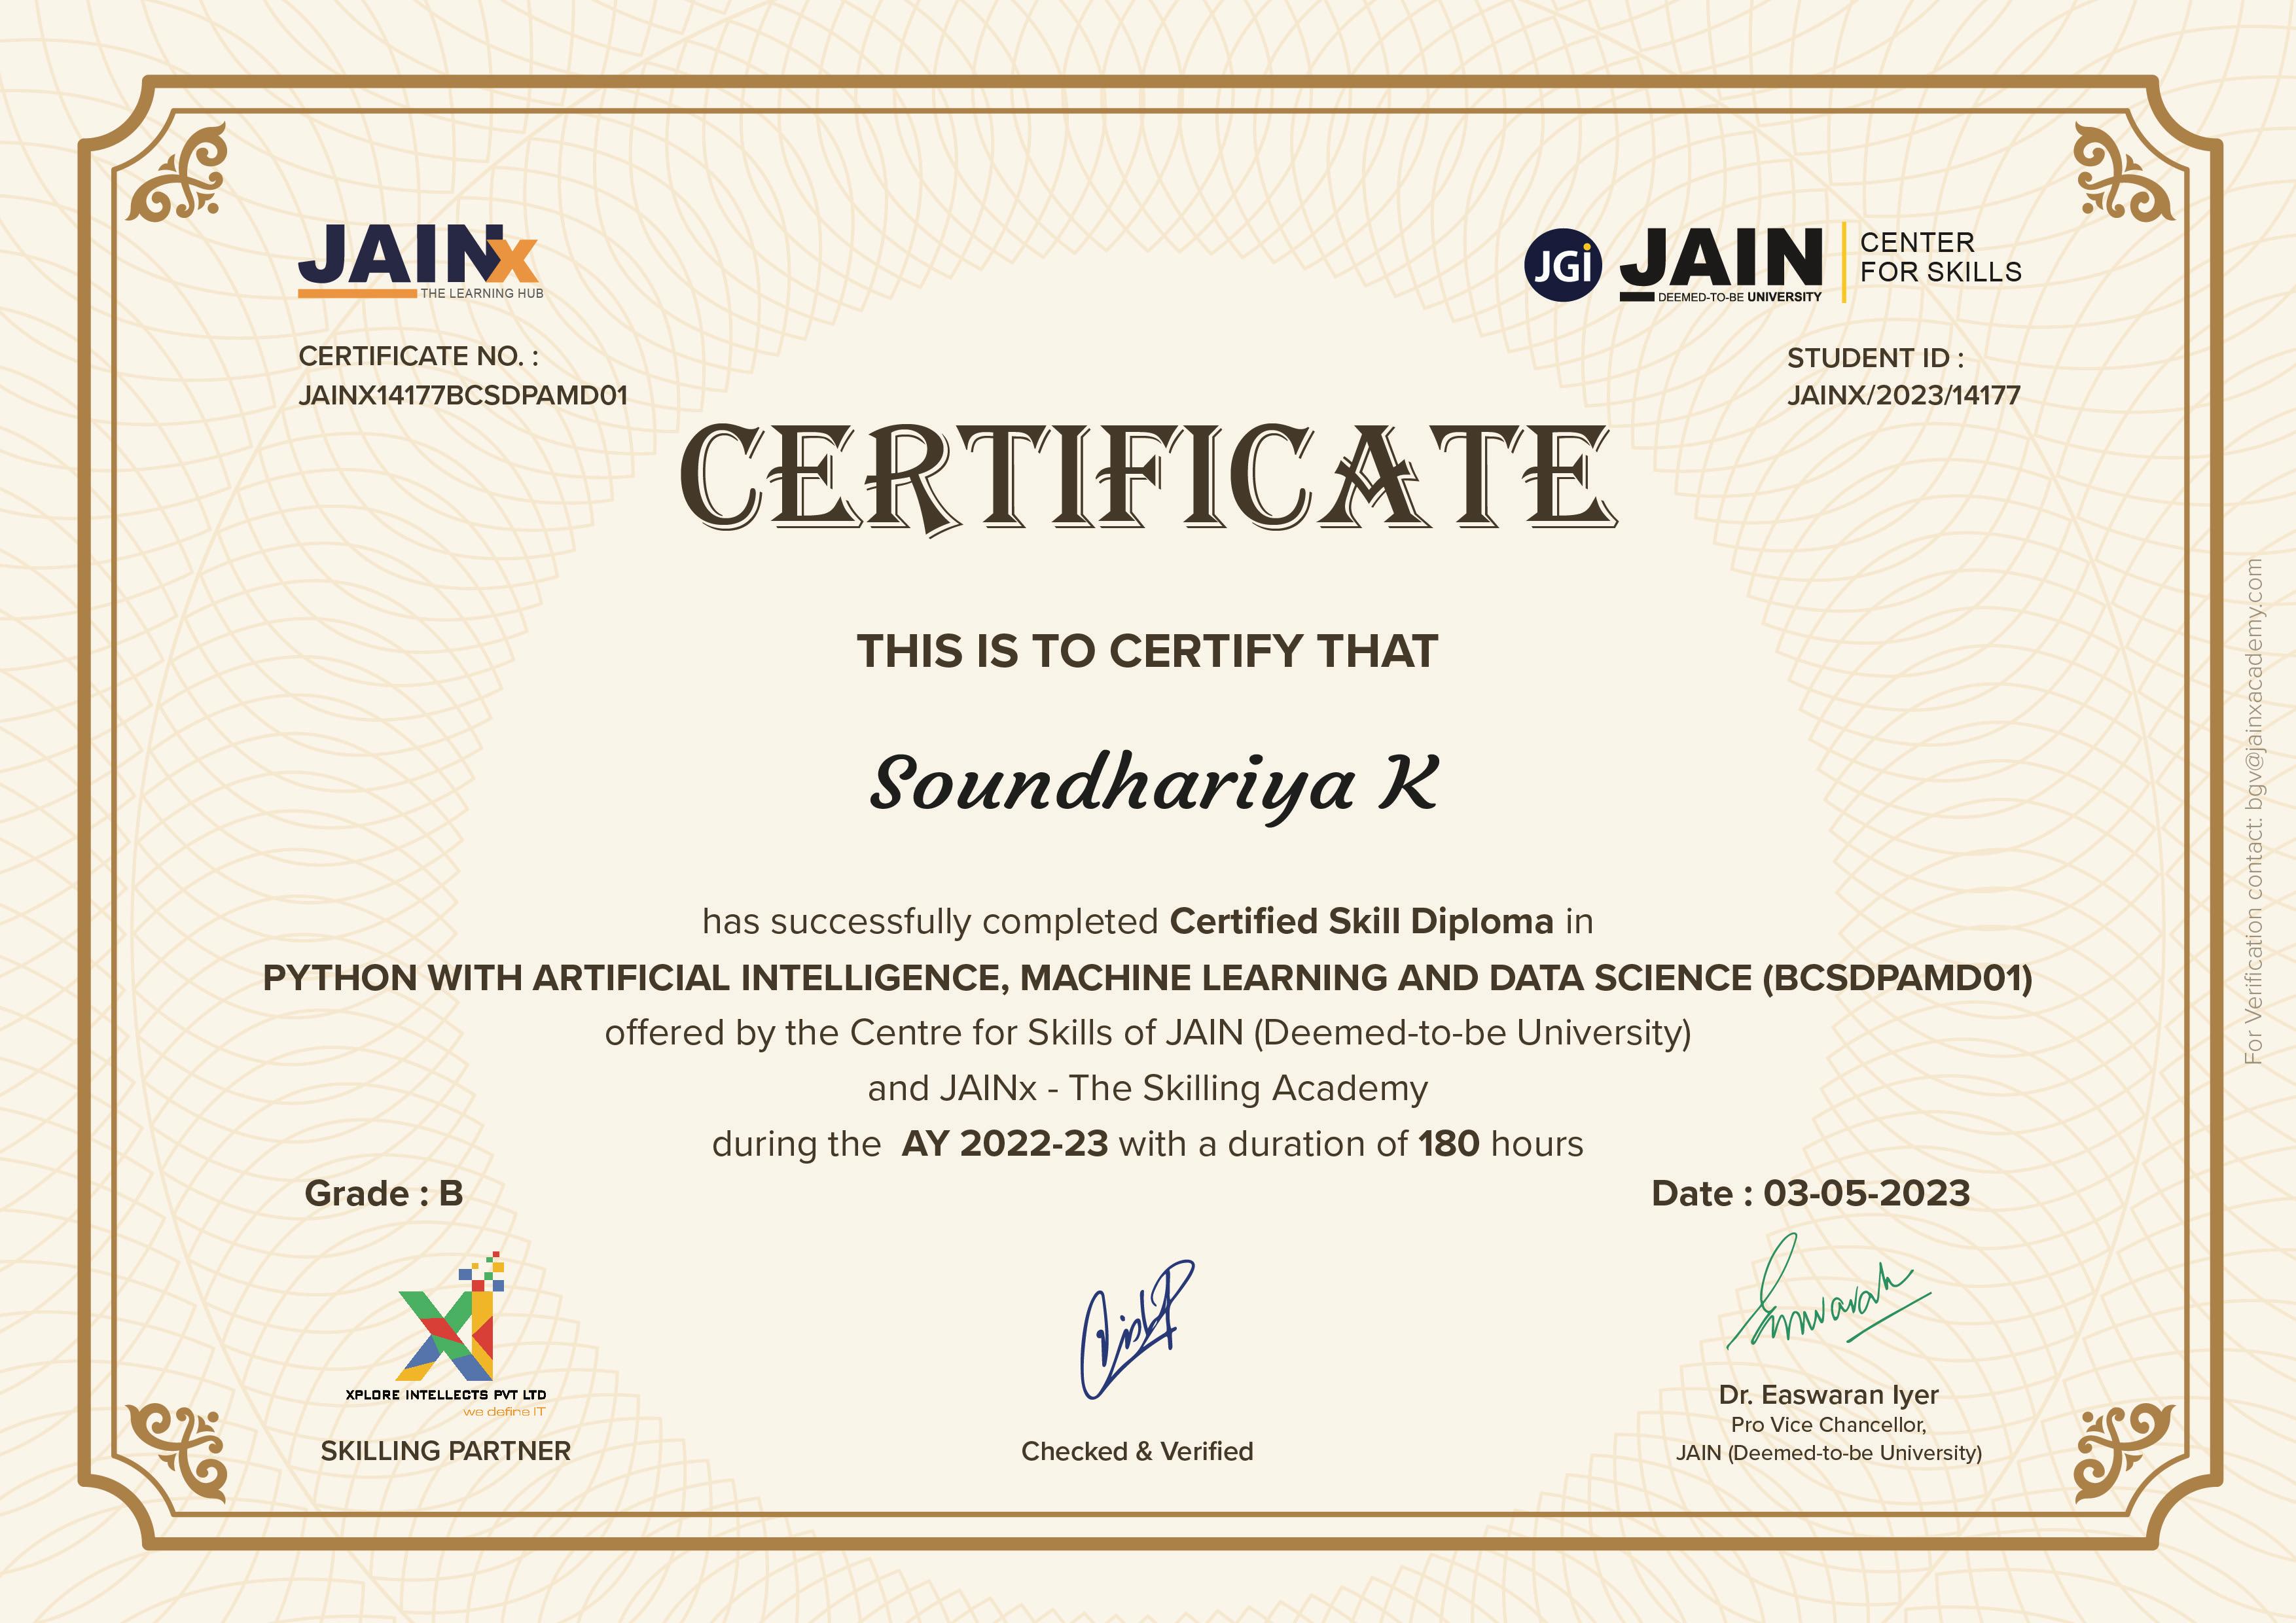 JAINx
THE LEARNING HUB
JGi JAIN
DEEMED-TO-BE UNIVERSITY
CENTER
FOR SKILLS
CERTIFICATE NO. :
JAINX14177BCSDPAMD01
STUDENT ID :
JAINX/2023/14177
CERTIFICATE
THIS IS TO CERTIFY THAT
Soundhariya K
has successfully completed Certified Skill Diploma in
PYTHON WITH ARTIFICIAL INTELLIGENCE, MACHINE LEARNING AND DATA SCIENCE (BCSDPAMD01)
offered by the Centre for Skills of JAIN (Deemed-to-be University)
and JAINx - The Skilling Academy
during the AY 2022-23 with a duration of 180 hours
Grade : B
Date : 03-05-2023
XI
XPLORE INTELLECTS PVT LTD
we define IT
SKILLING PARTNER
Checked & Verified
Dr. Easwaran Iyer
Pro Vice Chancellor,
JAIN (Deemed-to-be University)
For Verification contact: bgv@jainxacademy.com